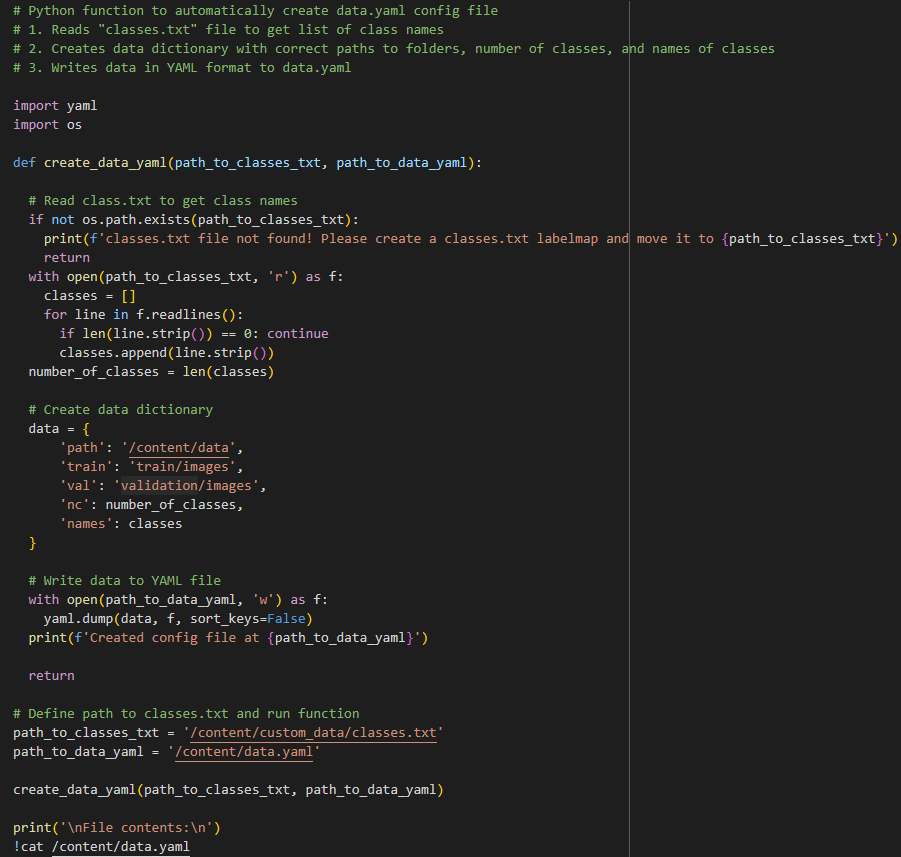 # Python function to automatically create data.yaml config file
# 1. Reads "classes.txt" file to get list of class names
# 2. Creates data dictionary with correct paths to folders, number of classes, and names of classes
# 3. Writes data in YAML format to data.yaml

import yaml
import os

def create_data_yaml(path_to_classes_txt, path_to_data_yaml):

  # Read class.txt to get class names
  if not os.path.exists(path_to_classes_txt):
    print(f'classes.txt file not found! Please create a classes.txt labelmap and move it to {path_to_classes_txt}')
    return
  with open(path_to_classes_txt, 'r') as f:
    classes = []
    for line in f.readlines():
      if len(line.strip()) == 0: continue
      classes.append(line.strip())
  number_of_classes = len(classes)

  # Create data dictionary
  data = {
      'path': '/content/data',
      'train': 'train/images',
      'val': 'validation/images',
      'nc': number_of_classes,
      'names': classes
  }

  # Write data to YAML file
  with open(path_to_data_yaml, 'w') as f:
    yaml.dump(data, f, sort_keys=False)
  print(f'Created config file at {path_to_data_yaml}')

  return

# Define path to classes.txt and run function
path_to_classes_txt = '/content/custom_data/classes.txt'
path_to_data_yaml = '/content/data.yaml'

create_data_yaml(path_to_classes_txt, path_to_data_yaml)

print('\nFile contents:\n')
!cat /content/data.yaml